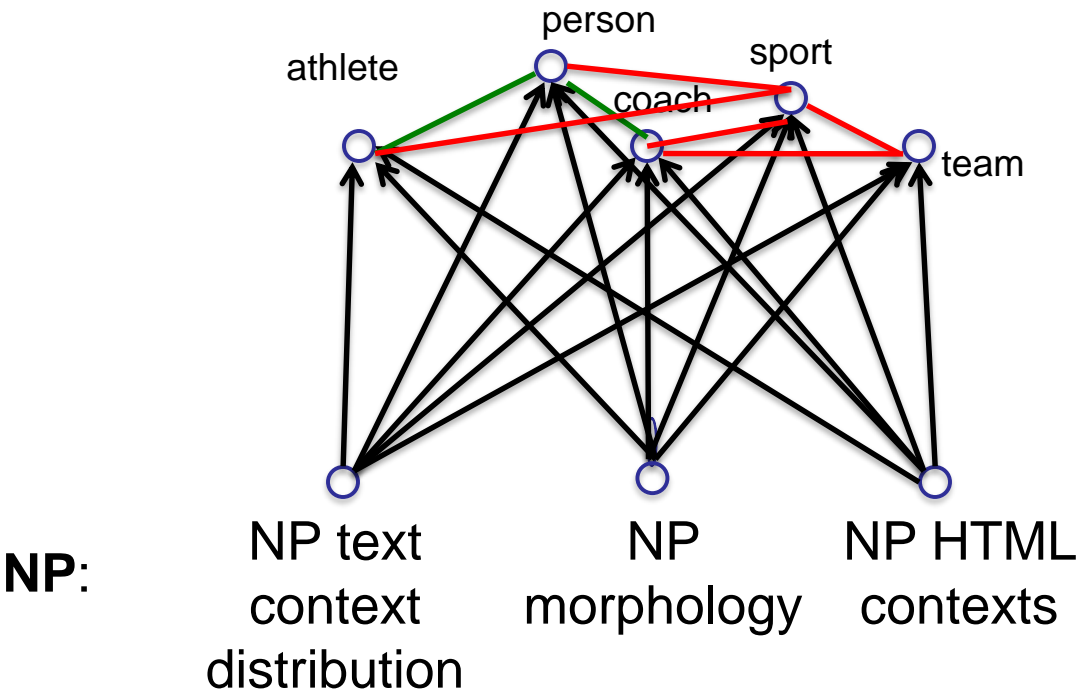 person
athlete
sport
coach
team
NP:
NP text
context
distribution
NP
morphology
NP HTML
contexts